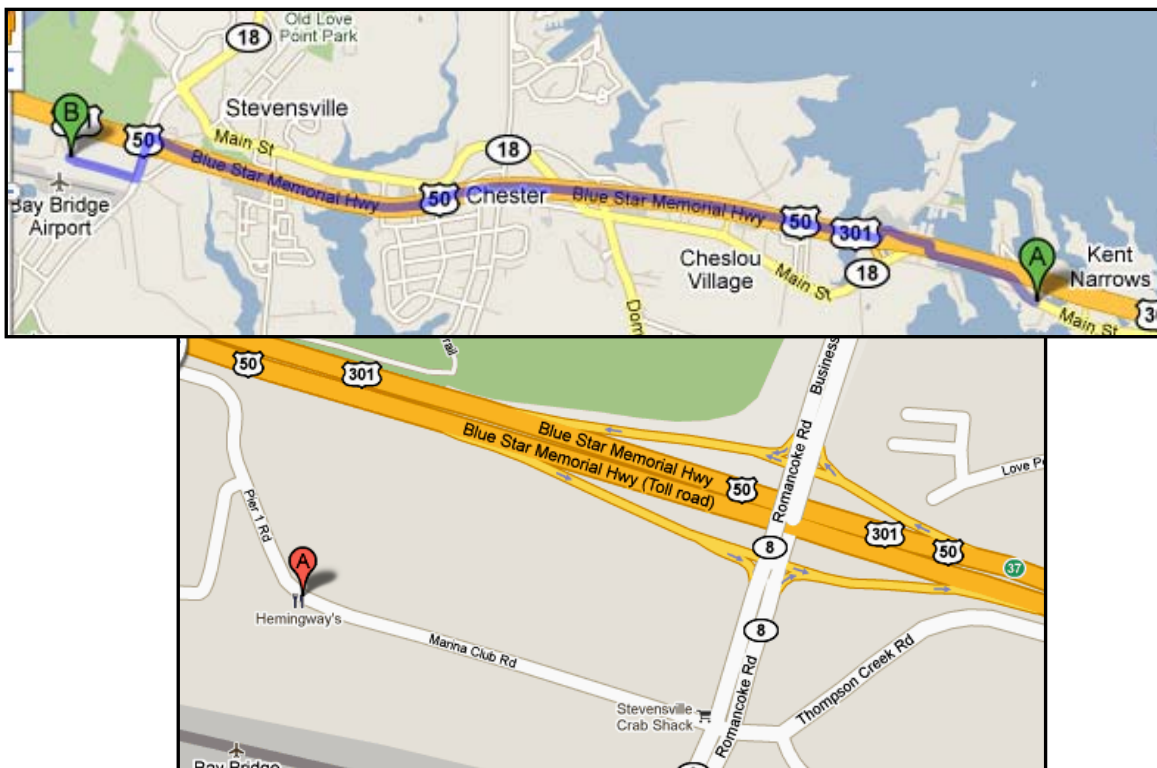 Old Love
Point Park
18
Stevensville
B
50
Main St
18
Blue Star Memorial Hwy
50
Chester
Blue Star Memorial Hwy
50
301
A
Kent
Narrows
Bay Bridge
Airport
Cheslou
Village
18
Main St
Main St
50
301
Business
Blue Star Memorial Hwy
Blue Star Memorial Hwy (Toll road)
50
Romancoke Rd
Love
301
50
37
Pier 1 Rd
8
A
Hemingway's
8
Marina Club Rd
Thompson Creek Rd
Stevensville
Crab Shack
Romancoke Rd
Bay Bridge